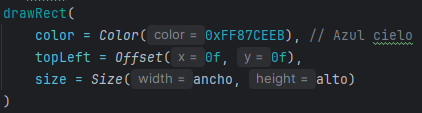 drawRect(
    color = Color( color = 0xFF87CEEB), // Azul cielo
    topLeft = Offset( x = 0f, y = 0f),
    size = Size( width = ancho, height = alto)
)